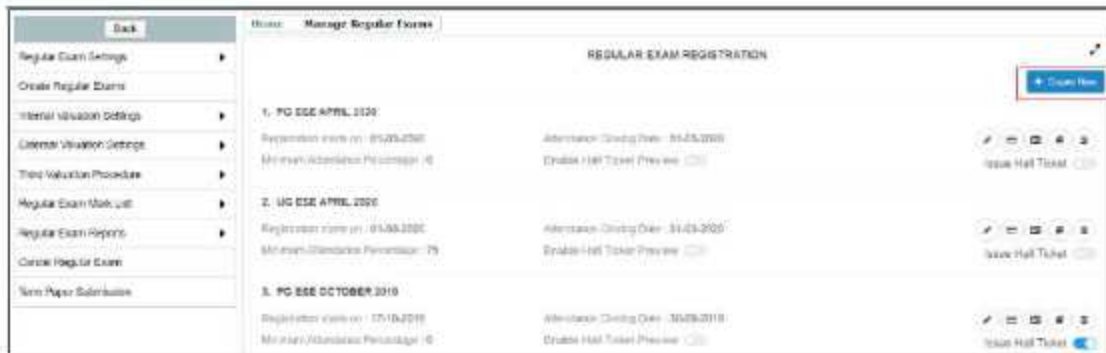 Back
Home Manage Regular Exams
Regular Exam Settings
Create Regular Exams
Internal Valuation Settings
External Valuation Settings
Third Valuation Procedure
Regular Exam Mark List
Regular Exam Reports
Cancel Regular Exam
Term Paper Submission
REGULAR EXAM REGISTRATION
+ Create New
1. PG ESE APRIL 2020
Registration starts on : 01-03-2020 Attendance Closing Date : 31-03-2020
Minimum Attendance Percentage : 0 Enable Hall Ticket Preview
Issue Hall Ticket
2. UG ESE APRIL 2020
Registration starts on : Attendance Closing Date : 31-03-2020
Minimum Attendance Percentage : 75 Enable Hall Ticket Preview
Issue Hall Ticket
3. PG ESE OCTOBER 2019
Registration starts on : 17-10-2019 Attendance Closing Date : 30-09-2019
Minimum Attendance Percentage : 0 Enable Hall Ticket Preview
Issue Hall Ticket